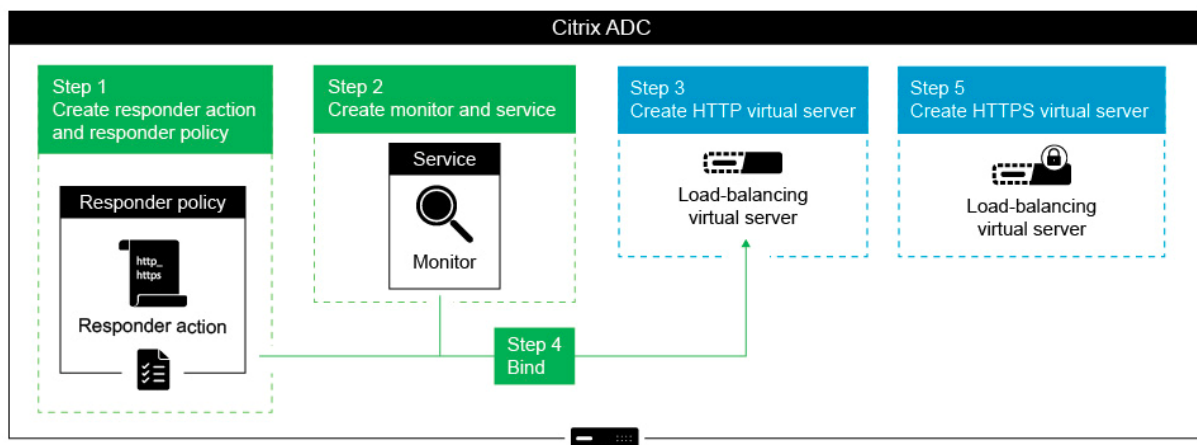 Citrix ADC
Step 1
Create responder action
and responder policy
Responder policy
http_
https
Responder action
Step 2
Create monitor and service
Service
Monitor
Step 3
Create HTTP virtual server
Load-balancing
virtual server
Step 4
Bind
Step 5
Create HTTPS virtual server
Load-balancing
virtual server